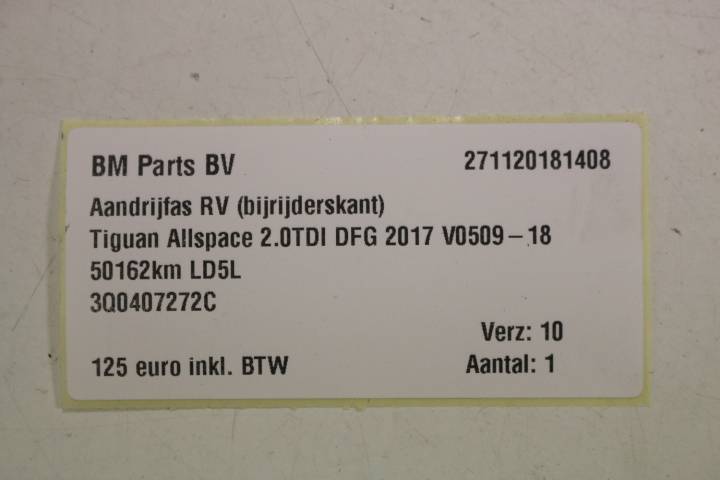 BM Parts BV 271120181408
Aandrijfas RV (bijrijderskant)
Tiguan Allspace 2.0TDI DFG 2017 V0509-18
50162km LD5L
3Q0407272C
Verz: 10
125 euro inkl. BTW Aantal: 1